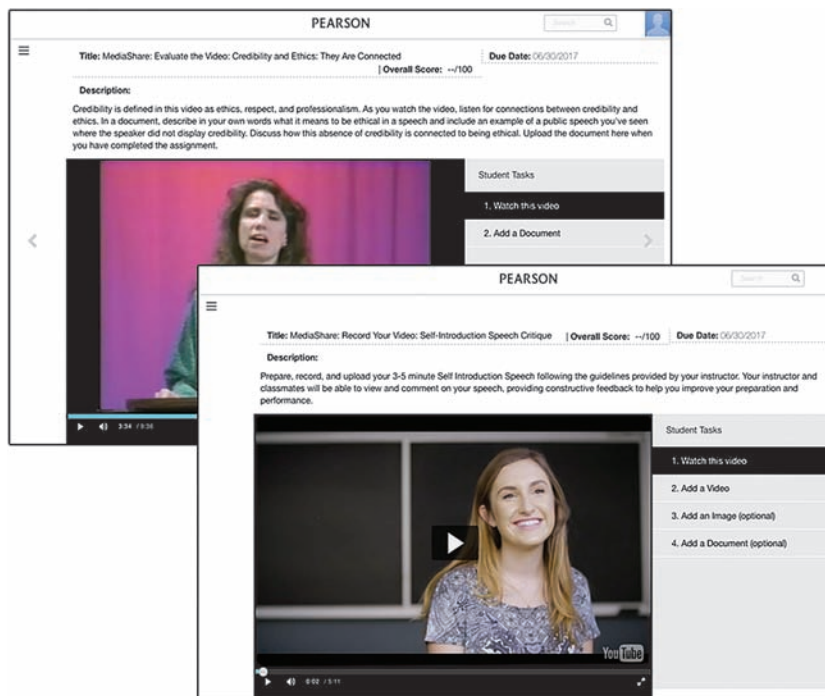 PEARSON
Search
Title: MediaShare: Evaluate the Video: Credibility and Ethics: They Are Connected
| Overall Score: --/100
Due Date: 06/30/2017
Description:
Credibility is defined in this video as ethics, respect, and professionalism. As you watch the video, listen for connections between credibility and
ethics. In a document, describe in your own words what it means to be ethical in a speech and include an example of a public speech you've seen
where the speaker did not display credibility. Discuss how this absence of credibility is connected to being ethical. Upload the document here when
you have completed the assignment.
Student Tasks
1. Watch this video
2. Add a Document
3:34 / 9:36
PEARSON
Search
Title: MediaShare: Record Your Video: Self-Introduction Speech Critique | Overall Score: --/100 Due Date: 06/30/2017
Description:
Prepare, record, and upload your 3-5 minute Self Introduction Speech following the guidelines provided by your instructor. Your instructor and
classmates will be able to view and comment on your speech, providing constructive feedback to help you improve your preparation and
performance.
Student Tasks
1. Watch this video
2. Add a Video
3. Add an Image (optional)
4. Add a Document (optional)
YouTube
0:02 / 5:11